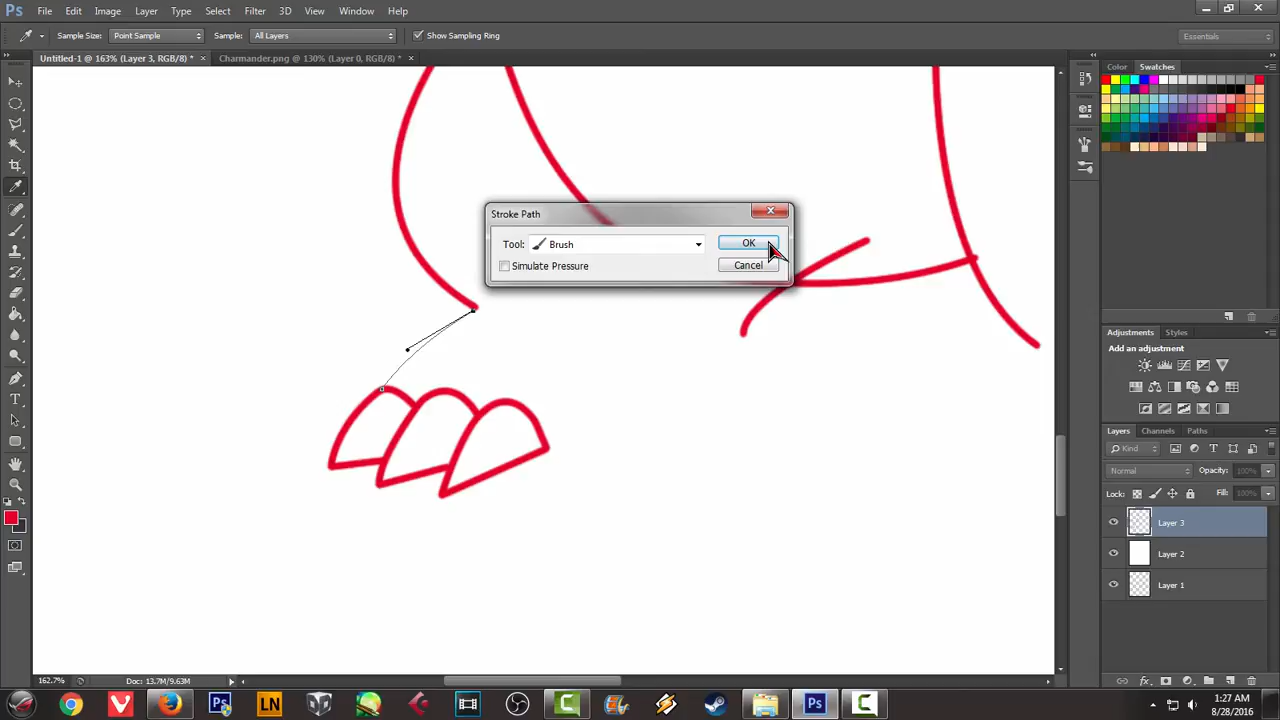 Ps File Edit Image Layer Type Select Filter 3D View Window Help
Sample Size: Point Sample Sample: All Layers Show Sampling Ring Essentials
Untitled-1 @ 163% (Layer 3, RGB/8) * × Charmander.png @ 130% (Layer 0, RGB/8) * ×
Color Swatches
Stroke Path
Tool: Brush OK
Simulate Pressure Cancel
Adjustments Styles
Add an adjustment
Layers Channels Paths
Kind
Normal Opacity: 100%
Lock: Fill: 100%
Layer 3
Layer 2
Layer 1
162.7% Doc: 13.7M/9.63M
LN
1:27 AM
8/28/2016